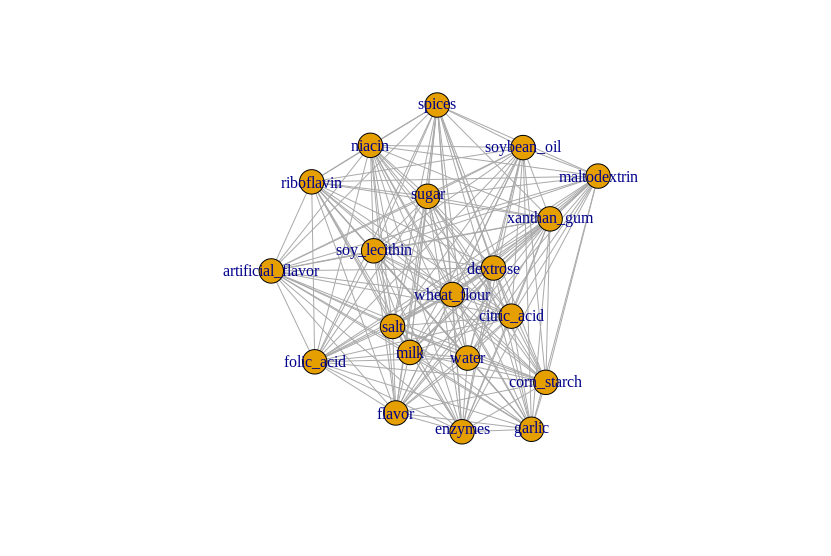 spices
niacin
soybean_oil
maltodextrin
riboflavin
sugar
xanthan_gum
soy_lecithin
dextrose
artificial_flavor
wheat_flour
citric_acid
salt
milk
water
folic_acid
corn_starch
flavor
enzymes
garlic